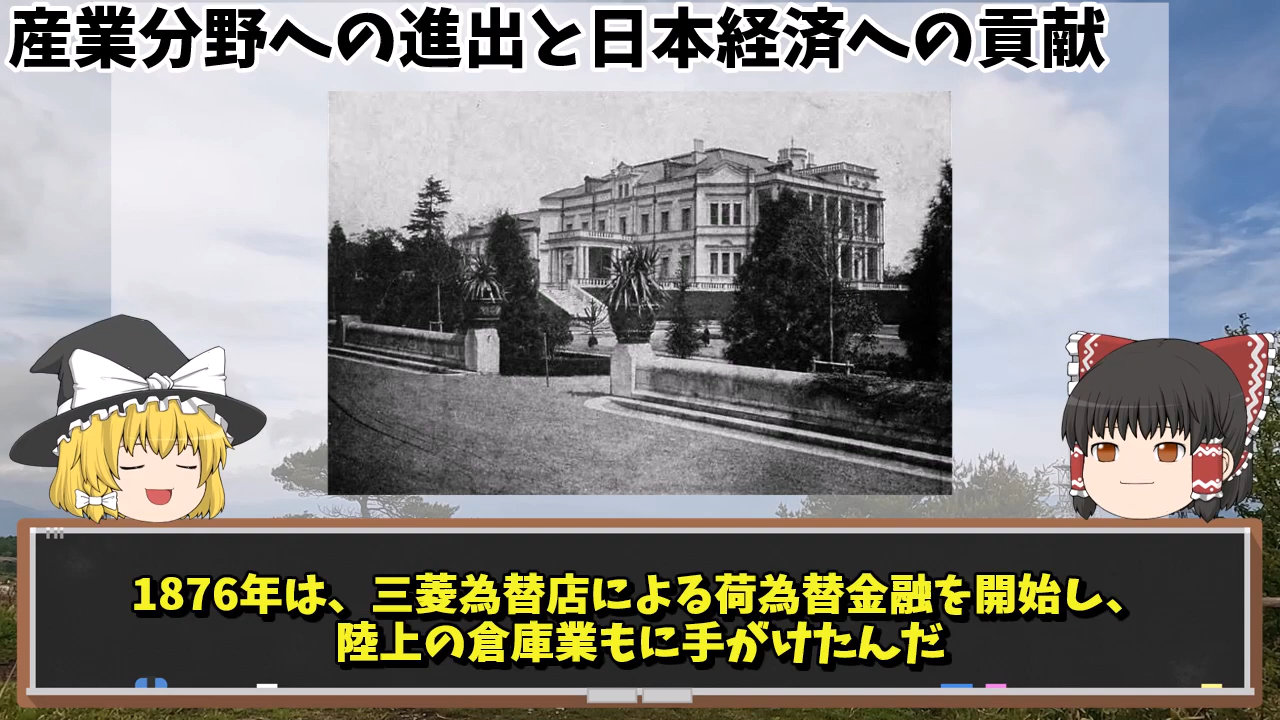 産業分野への進出と日本経済への貢献
1876年は、三菱為替店による荷為替金融を開始し、
陸上の倉庫業もに手がけたんだ